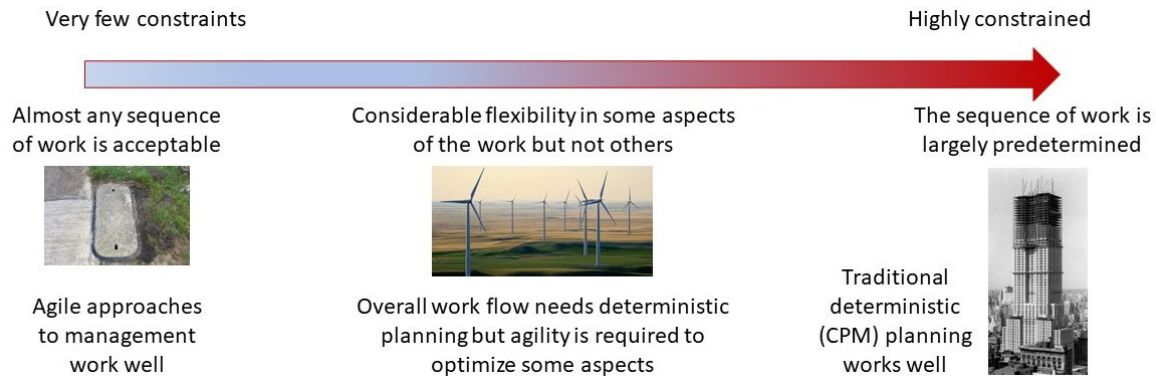 Very few constraints
Highly constrained
Almost any sequence
of work is acceptable
Considerable flexibility in some aspects
of the work but not others
The sequence of work is
largely predetermined
Agile approaches
to management
work well
Overall work flow needs deterministic
planning but agility is required to
optimize some aspects
Traditional
deterministic
(CPM) planning
works well